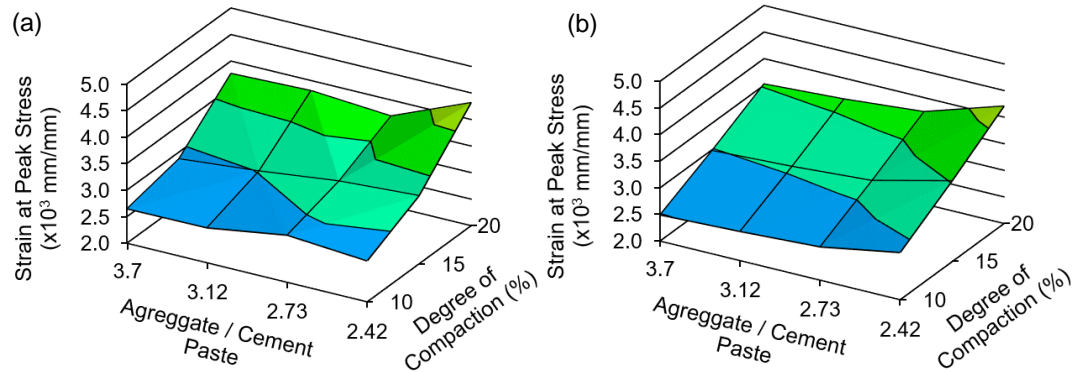 (a)
Strain at Peak Stress
(x10³ mm/mm)
5.0
4.5
4.0
3.5
3.0
2.5
2.0
3.7
3.12
2.73
2.42
Agreggate / Cement
Paste
10
15
20
Degree of
Compaction (%)
(b)
Strain at Peak Stress
(x10³ mm/mm)
5.0
4.5
4.0
3.5
3.0
2.5
2.0
3.7
3.12
2.73
2.42
Agreggate / Cement
Paste
10
15
20
Degree of
Compaction (%)